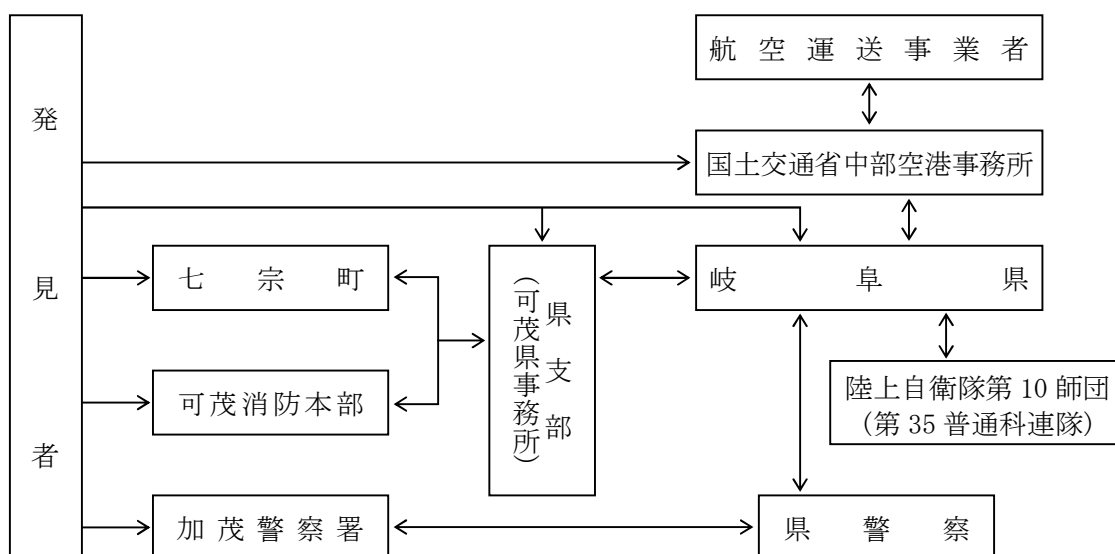 発見者
航空運送事業者
国土交通省中部空港事務所
七宗町
県支部
(可茂県事務所)
岐阜県
可茂消防本部
陸上自衛隊第10師団
(第35普通科連隊)
加茂警察署
県警察